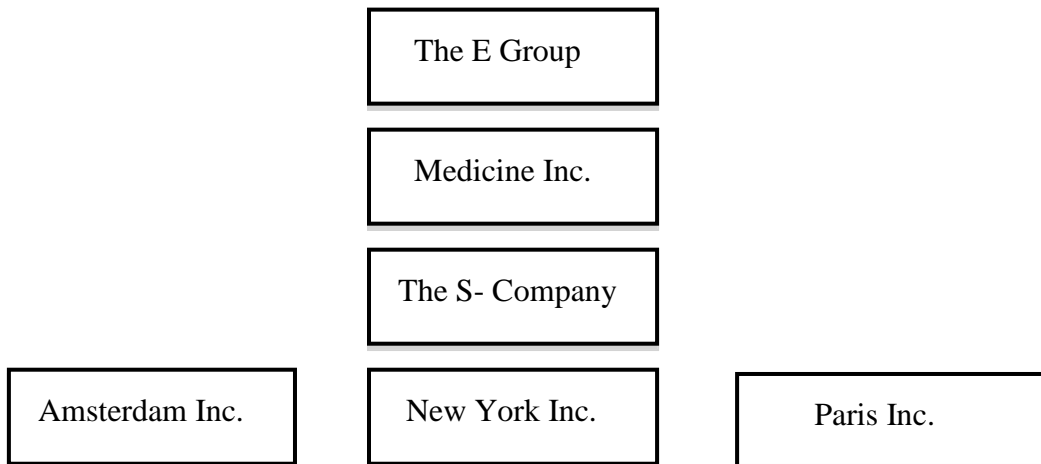 The E Group
Medicine Inc.
The S- Company
Amsterdam Inc.
New York Inc.
Paris Inc.